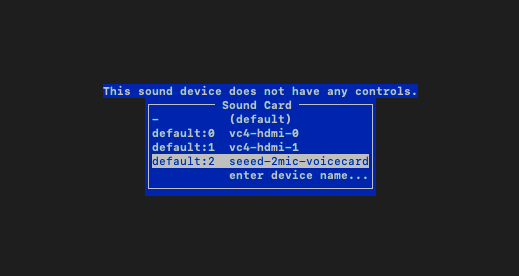 This sound device does not have any controls.
Sound Card
- (default)
default:0 vc4-hdmi-0
default:1 vc4-hdmi-1
default:2 seeed-2mic-voicecard
enter device name...